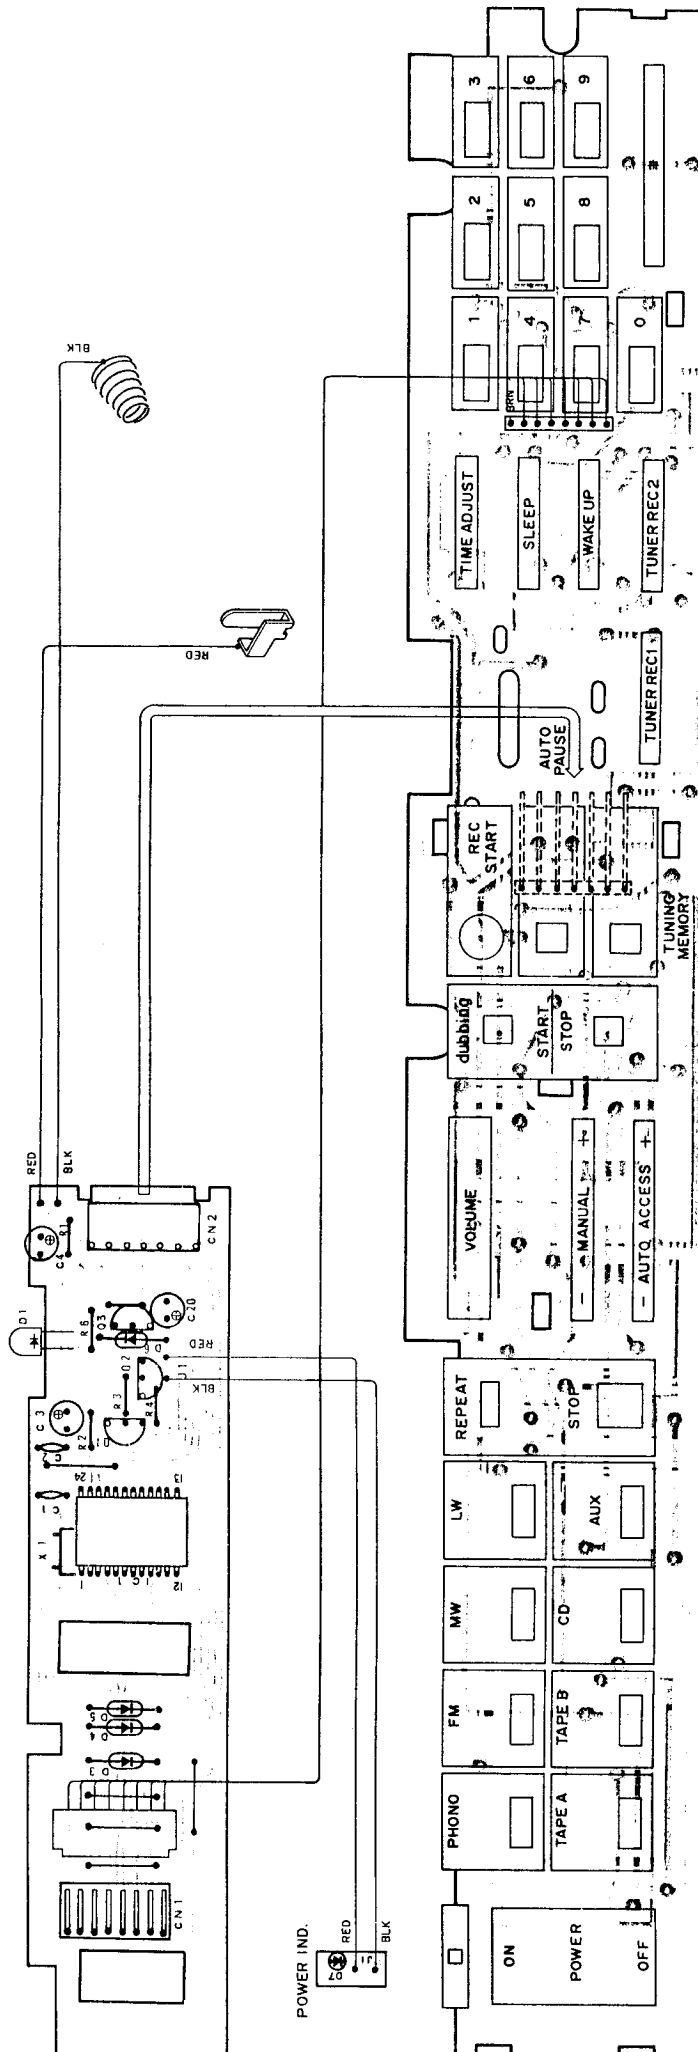 3
6
9
2
5
8
1
4
7
0
BLK
BRN
TIME ADJUST
SLEEP
WAKE UP
TUNER REC2
RED
TUNER REC1
AUTO
PAUSE
REC
START
TUNING
MEMORY
dubbing
START
STOP
RED
BLK
CN2
R1
C4
VOLUME
- MANUAL +
- AUTO ACCESS +
D1
R6
Q3
C20
D6
RED
Q2
J1
BLK
R3
R4
C3
R2
24
13
X1
1
IC1
12
REPEAT
STOP
LW
AUX
MW
CD
FM
TAPE B
PHONO
TAPE A
D5
D4
D3
CN1
POWER IND.
RED
BLK
D7
J1
ON
POWER
OFF